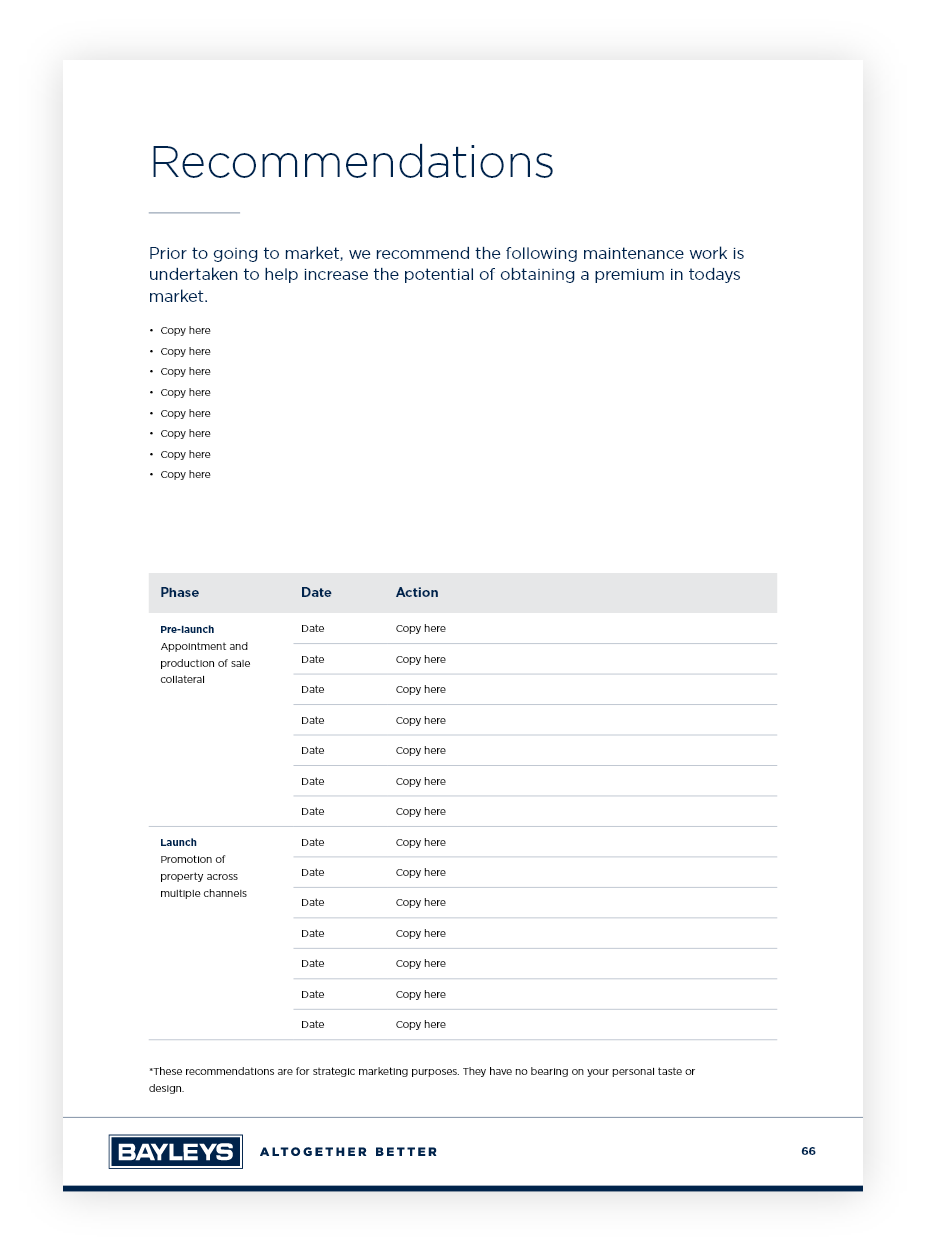 Recommendations
Prior to going to market, we recommend the following maintenance work is
undertaken to help increase the potential of obtaining a premium in todays
market.
• Copy here
• Copy here
• Copy here
• Copy here
• Copy here
• Copy here
• Copy here
• Copy here
Phase Date Action
Pre-launch Date Copy here
Appointment and
production of sale Date Copy here
collateral Date Copy here
Date Copy here
Date Copy here
Date Copy here
Date Copy here
Launch Date Copy here
Promotion of
property across Date Copy here
multiple channels Date Copy here
Date Copy here
Date Copy here
Date Copy here
Date Copy here
*These recommendations are for strategic marketing purposes. They have no bearing on your personal taste or
design.
BAYLEYS ALTOGETHER BETTER 66